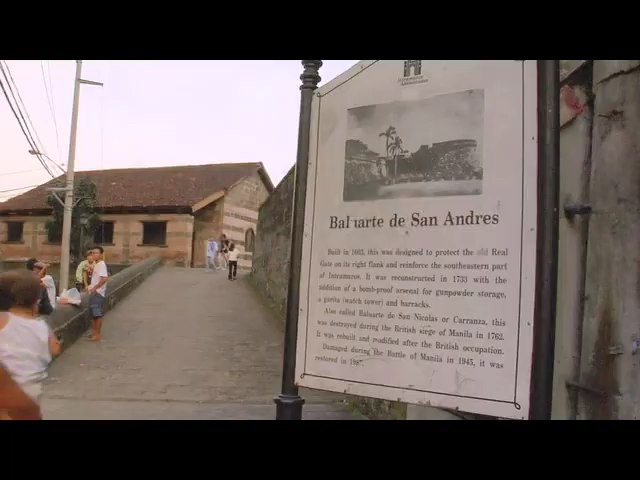 Baluarte de San Andres
Built in 1603, this was designed to protect the old Real
Gate on its right flank and reinforce the southeastern part
of Intramuros. It was reconstructed in 1733 with the
addition of a bomb-proof arsenal for gunpowder storage,
a garita (watch tower) and barracks.
Also called Baluarte de San Nicolas or Carranza, this
was destroyed during the British siege of Manila in 1762.
It was rebuilt and modified after the British occupation.
Damaged during the Battle of Manila in 1945, it was
restored in 1987.